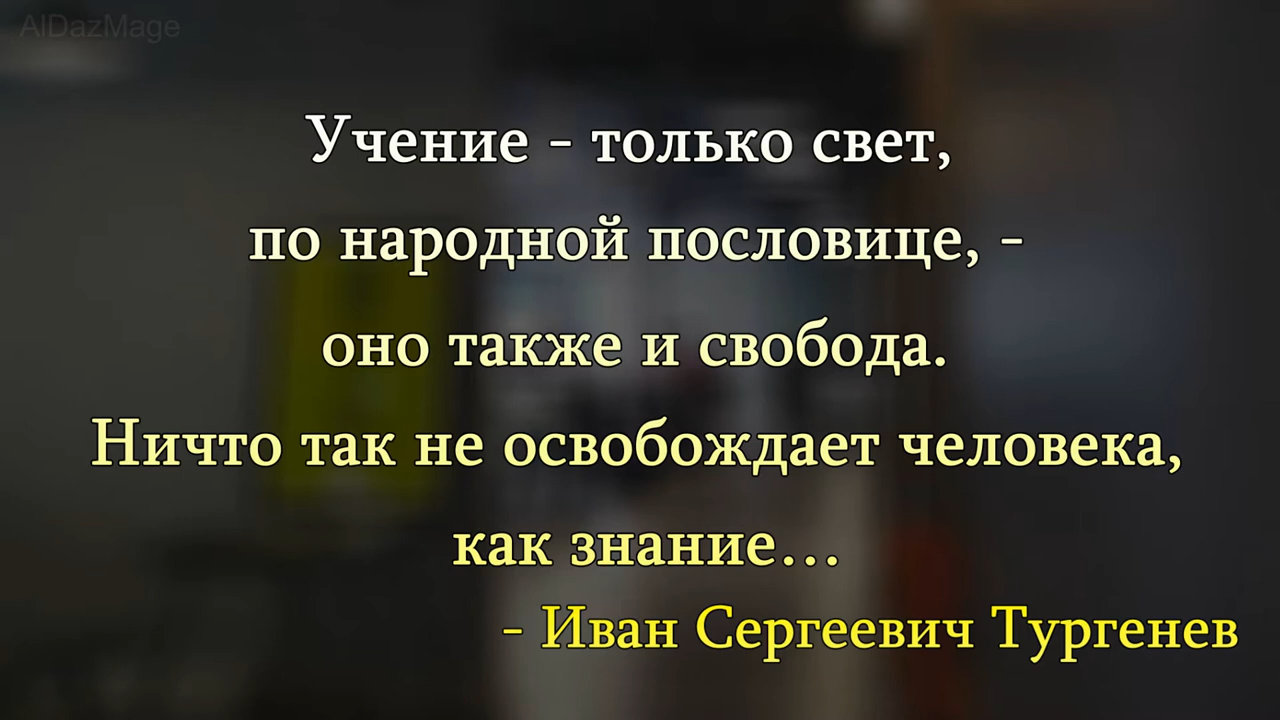 AlDazMage
Учение - только свет,
по народной пословице, -
оно также и свобода.
Ничто так не освобождает человека,
как знание...
- Иван Сергеевич Тургенев